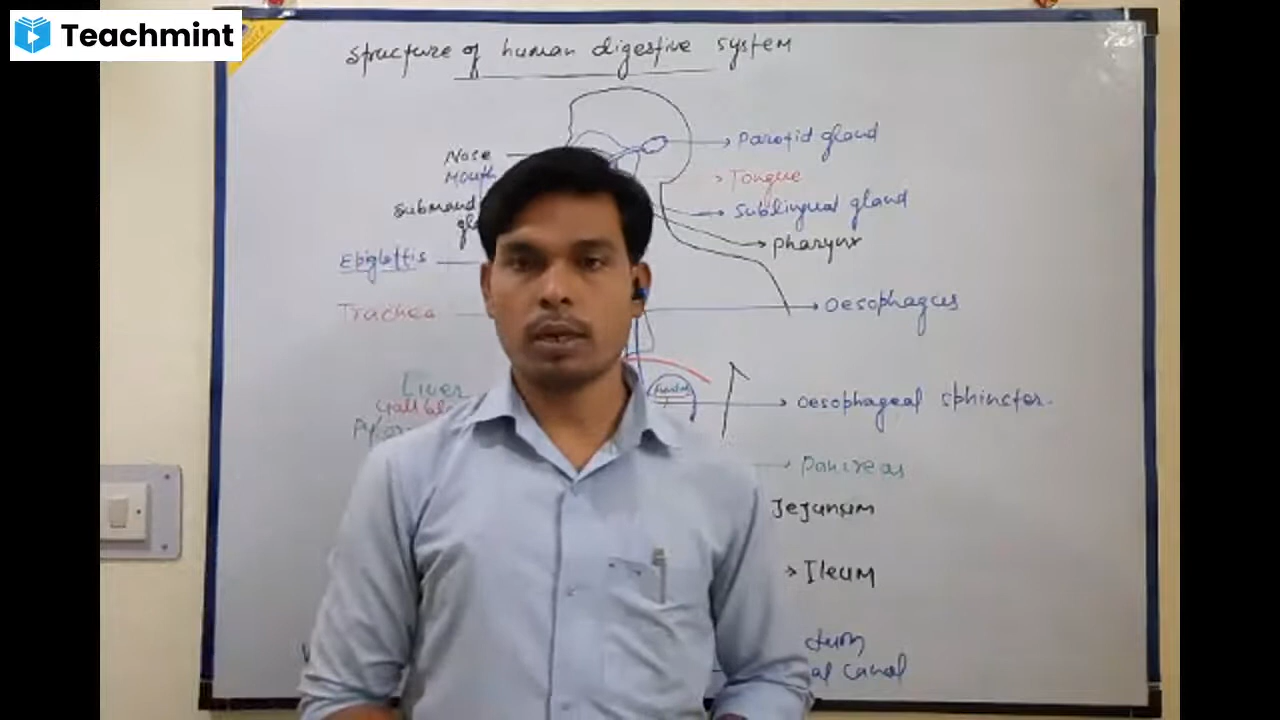 Teachmint
structure of human digestive system
Nose
Mouth
Epiglottis
Trachea
Liver
Parotid gland
Tongue
Sublingual gland
pharynx
oesophagus
oesophageal sphincter.
Pancreas
Jejunum
Ileum
canal